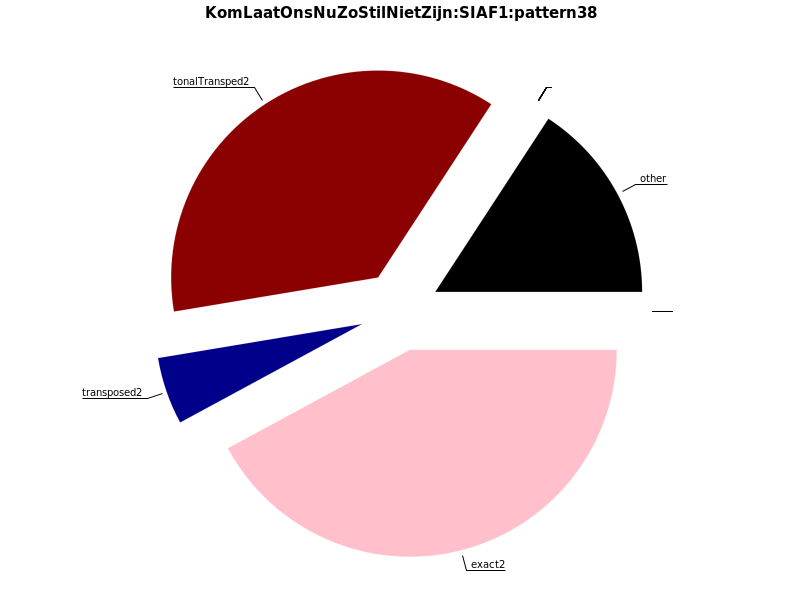 KomLaatOnsNuZoStilNietZijn:SIAF1:pattern38
tonalTransped2
other
transposed2
exact2